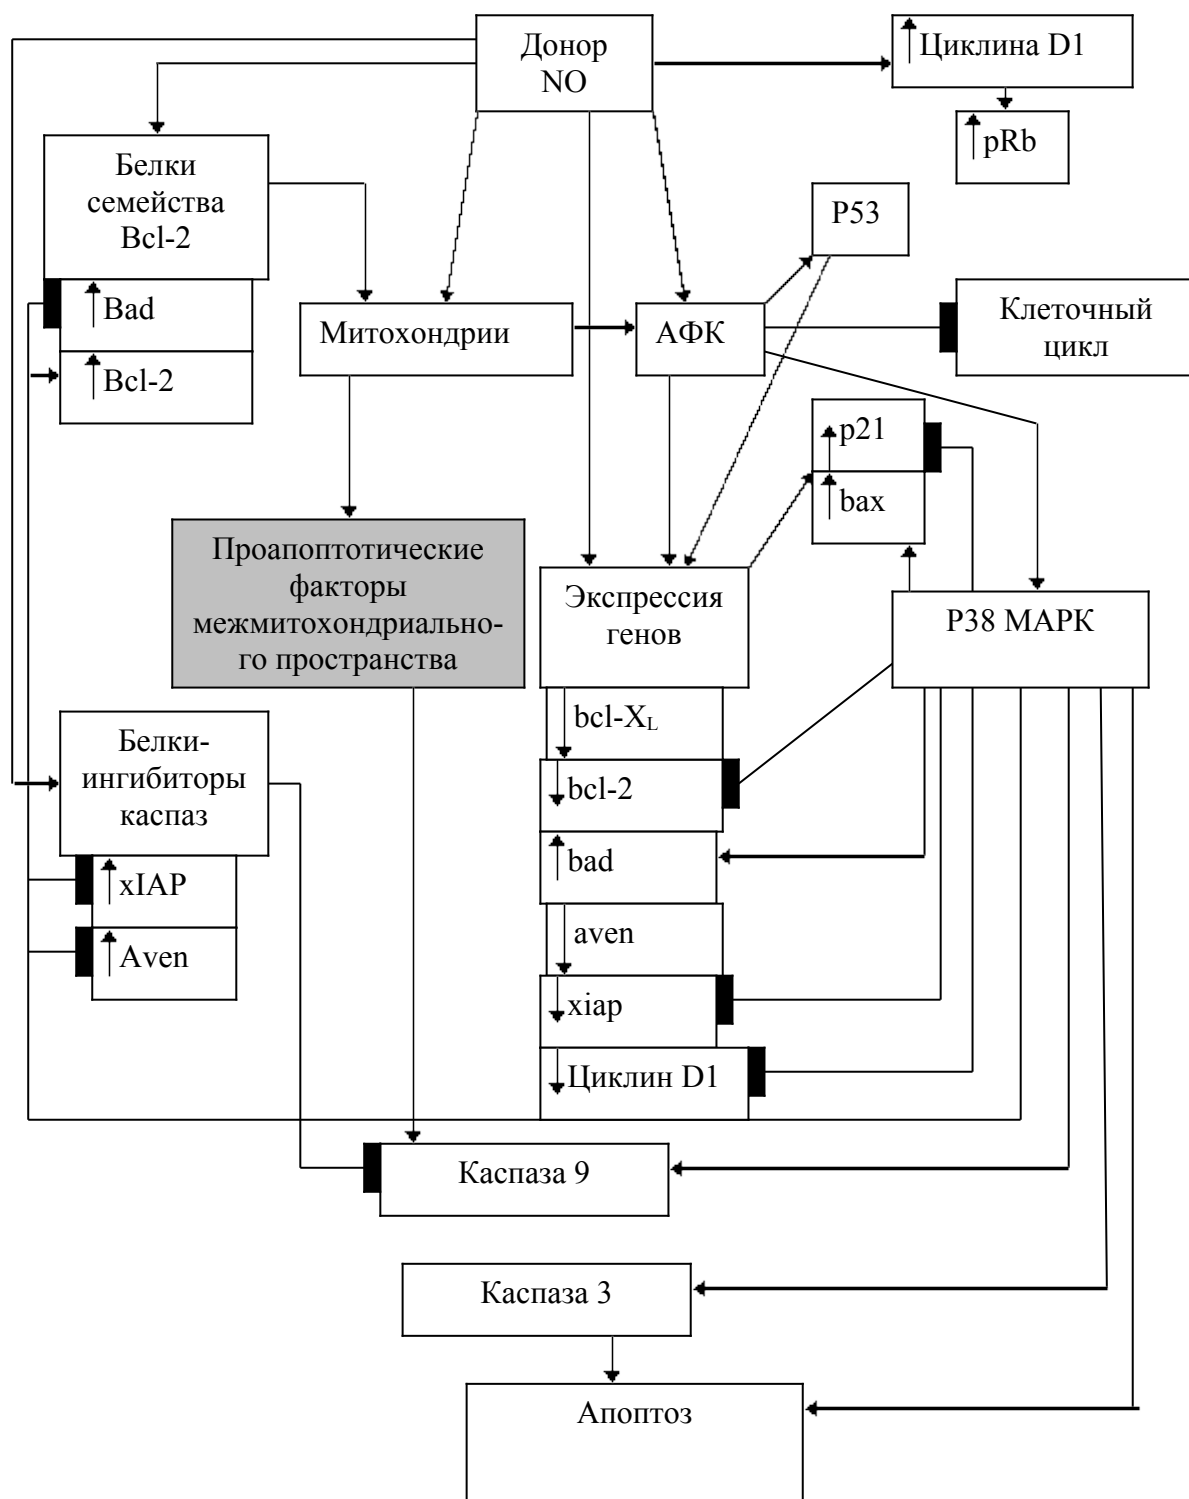 Донор
NO
Циклина D1
pRb
Белки
семейства
Bcl-2
Bad
Bcl-2
P53
Митохондрии
АФК
Клеточный
цикл
p21
bax
Проапоптотические
факторы
межмитохондриально-
го пространства
Экспрессия
генов
P38 МАРК
bcl-XL
bcl-2
bad
aven
xiap
Циклин D1
Белки-
ингибиторы
каспаз
xIAP
Aven
Каспаза 9
Каспаза 3
Апоптоз